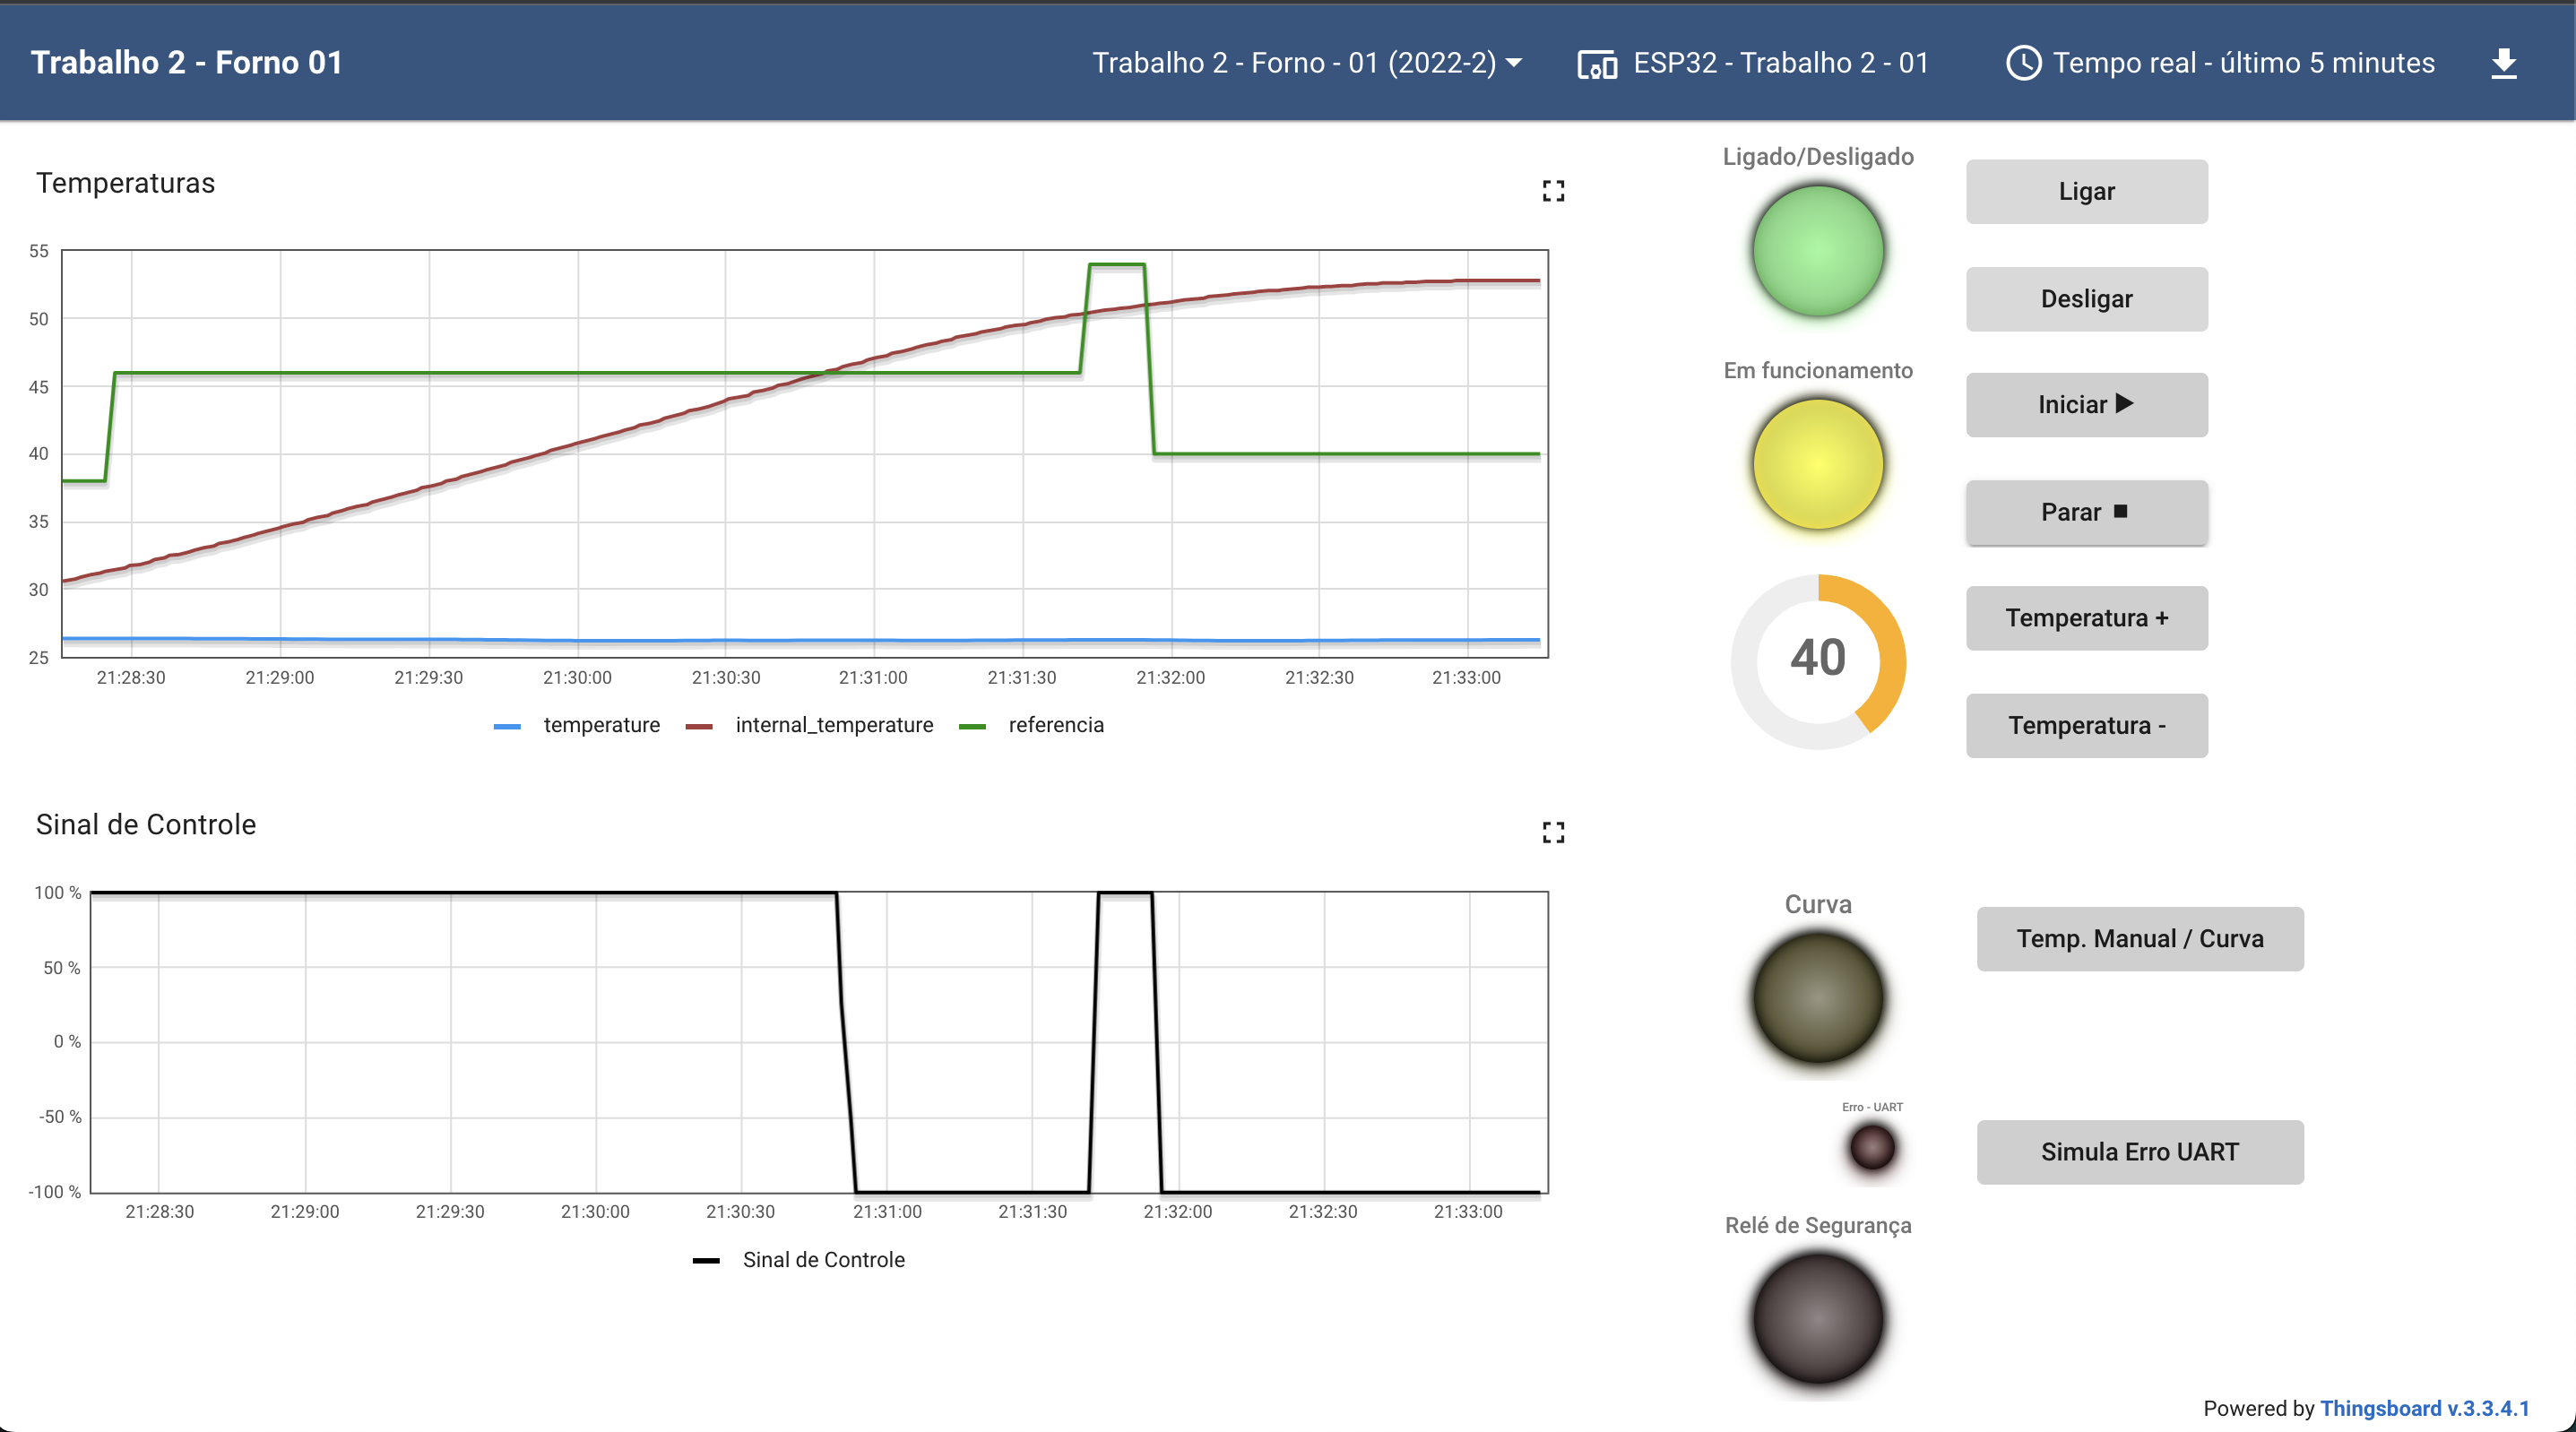 Trabalho 2 - Forno 01
Trabalho 2 - Forno - 01 (2022-2)
ESP32 - Trabalho 2 - 01
Tempo real - último 5 minutes
Temperaturas
55
50
45
40
35
30
25
21:28:30 21:29:00 21:29:30 21:30:00 21:30:30 21:31:00 21:31:30 21:32:00 21:32:30 21:33:00
temperature internal_temperature referencia
Ligado/Desligado
Ligar
Desligar
Em funcionamento
Iniciar ▶
Parar ■
40
Temperatura +
Temperatura -
Sinal de Controle
100 %
50 %
0 %
-50 %
-100 %
21:28:30 21:29:00 21:29:30 21:30:00 21:30:30 21:31:00 21:31:30 21:32:00 21:32:30 21:33:00
Sinal de Controle
Curva
Temp. Manual / Curva
Erro - UART
Simula Erro UART
Relé de Segurança
Powered by Thingsboard v.3.3.4.1